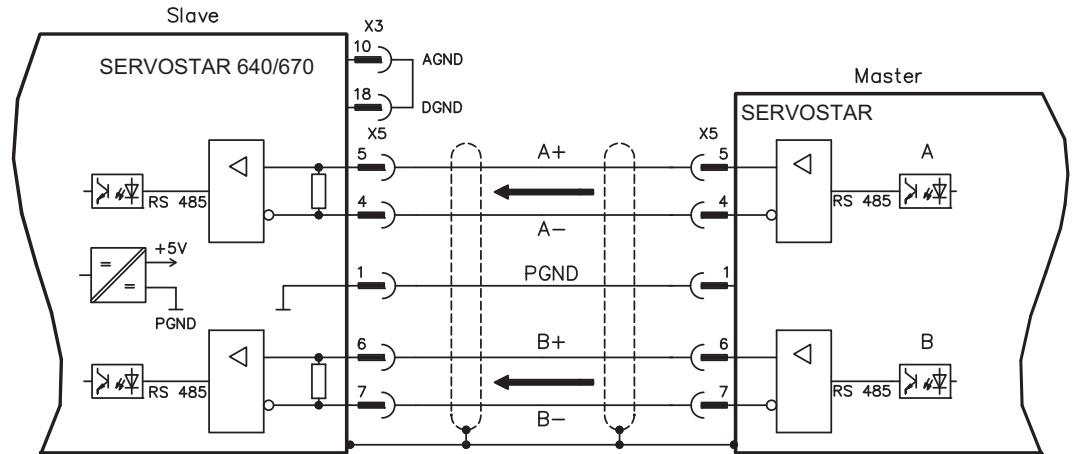 Slave
X3
10 AGND
SERVOSTAR 640/670
Master
18 DGND
SERVOSTAR
X5 X5
5 A+ 5 A
RS 485 RS 485
4 A- 4
+5V
1 PGND 1
= =
PGND
6 B+ 6 B
RS 485 RS 485
7 B- 7